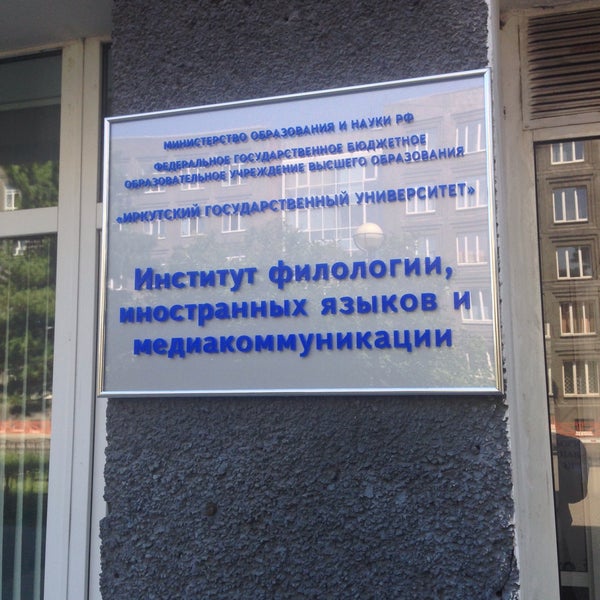 МИНИСТЕРСТВО ОБРАЗОВАНИЯ И НАУКИ РФ
ФЕДЕРАЛЬНОЕ ГОСУДАРСТВЕННОЕ БЮДЖЕТНОЕ
ОБРАЗОВАТЕЛЬНОЕ УЧРЕЖДЕНИЕ ВЫСШЕГО ОБРАЗОВАНИЯ
«ИРКУТСКИЙ ГОСУДАРСТВЕННЫЙ УНИВЕРСИТЕТ»
Институт филологии,
иностранных языков и
медиакоммуникации